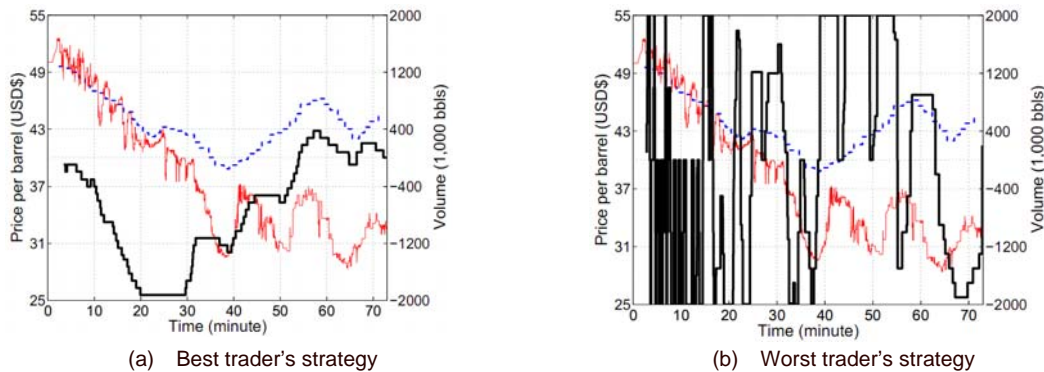 55
49
43
37
31
25
Price per barrel (USD$)
2000
1200
400
-400
-1200
-2000
Volume (1,000 bbls)
0 10 20 30 40 50 60 70
Time (minute)
(a) Best trader's strategy
55
49
43
37
31
25
Price per barrel (USD$)
2000
1200
400
-400
-1200
-2000
Volume (1,000 bbls)
0 10 20 30 40 50 60 70
Time (minute)
(b) Worst trader's strategy